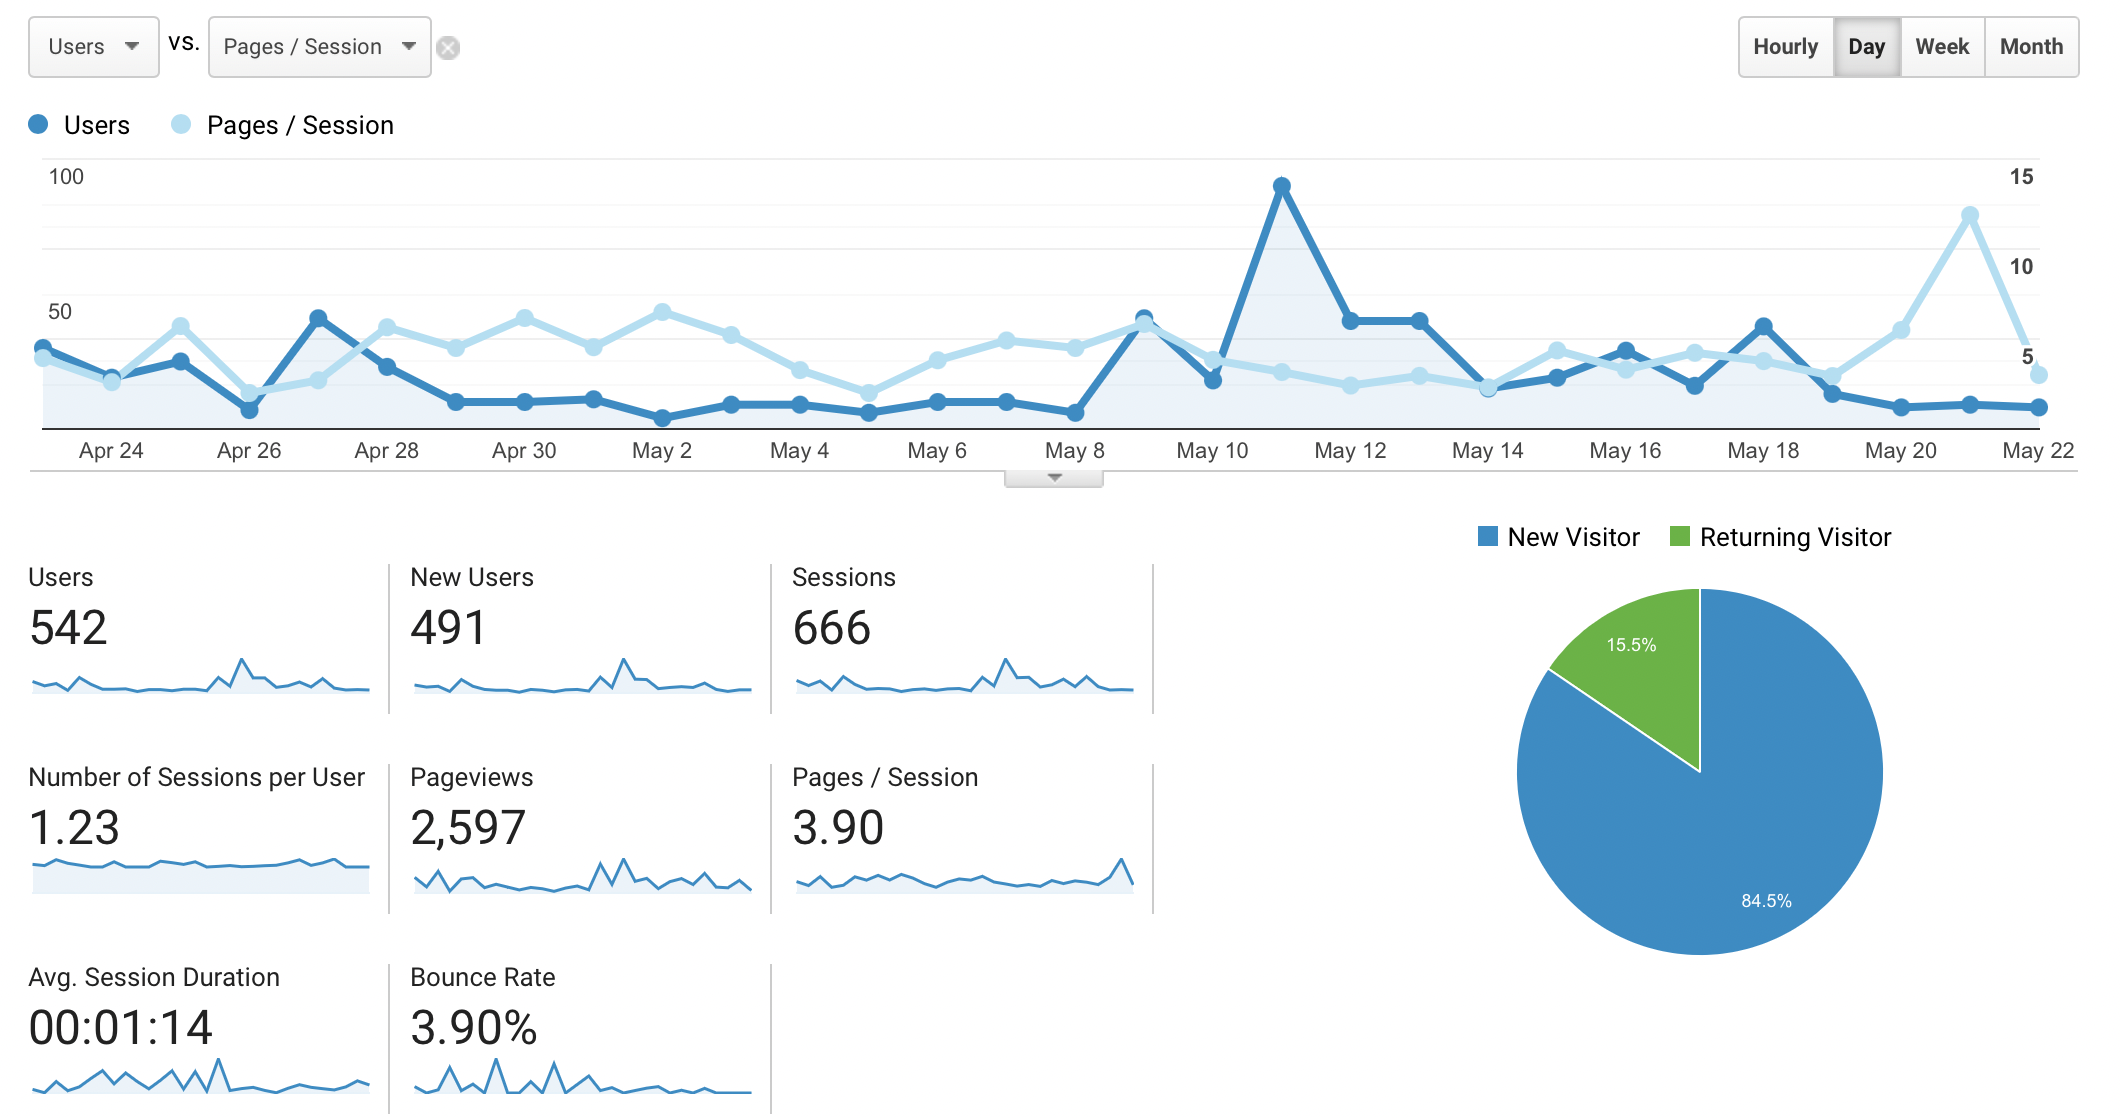 Users vs. Pages / Session
Hourly Day Week Month
Users Pages / Session
100 15
10
50
5
Apr 24 Apr 26 Apr 28 Apr 30 May 2 May 4 May 6 May 8 May 10 May 12 May 14 May 16 May 18 May 20 May 22
New Visitor Returning Visitor
Users New Users Sessions
542 491 666
15.5%
Number of Sessions per User Pageviews Pages / Session
1.23 2,597 3.90
84.5%
Avg. Session Duration Bounce Rate
00:01:14 3.90%